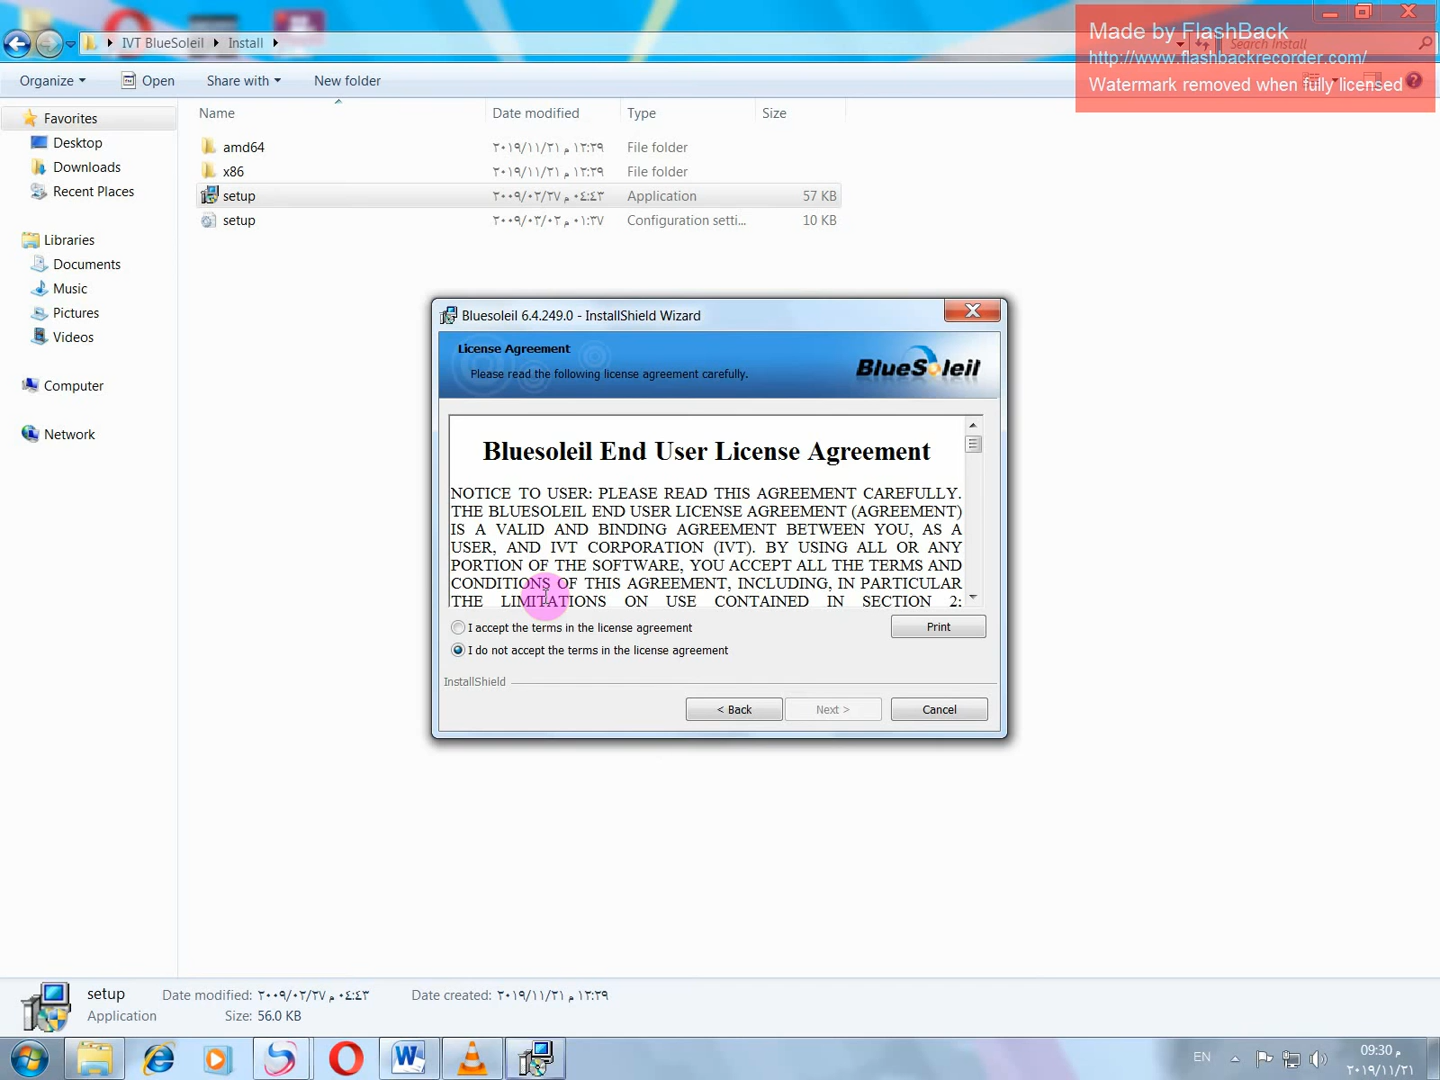 Made by FlashBack
http://www.flashbackrecorder.com/
Watermark removed when fully licensed
IVT BlueSoleil
Install
Search Install
Organize
Open
Share with
New folder
Name
Date modified
Type
Size
Favorites
Desktop
Downloads
Recent Places
Libraries
Documents
Music
Pictures
Videos
Computer
Network
amd64 ٢٠١٩/١١/٢١ م ١٢:٣٩ File folder
x86 ٢٠١٩/١١/٢١ م ١٢:٣٩ File folder
setup ٢٠٠٩/٠٢/٢٧ م ٠٤:٤٣ Application 57 KB
setup ٢٠٠٩/٠٣/٠٢ م ٠١:٣٧ Configuration setti... 10 KB
Bluesoleil 6.4.249.0 - InstallShield Wizard
License Agreement
Please read the following license agreement carefully.
BlueSoleil
Bluesoleil End User License Agreement
NOTICE TO USER: PLEASE READ THIS AGREEMENT CAREFULLY.
THE BLUESOLEIL END USER LICENSE AGREEMENT (AGREEMENT)
IS A VALID AND BINDING AGREEMENT BETWEEN YOU, AS A
USER, AND IVT CORPORATION (IVT). BY USING ALL OR ANY
PORTION OF THE SOFTWARE, YOU ACCEPT ALL THE TERMS AND
CONDITIONS OF THIS AGREEMENT, INCLUDING, IN PARTICULAR
THE LIMITATIONS ON USE CONTAINED IN SECTION 2:
I accept the terms in the license agreement
Print
I do not accept the terms in the license agreement
InstallShield
< Back
Next >
Cancel
setup
Date modified: ٢٠٠٩/٠٢/٢٧ م ٠٤:٤٣
Date created: ٢٠١٩/١١/٢١ م ١٢:٣٩
Application
Size: 56.0 KB
EN
م 09:30
٢٠١٩/١١/٢١